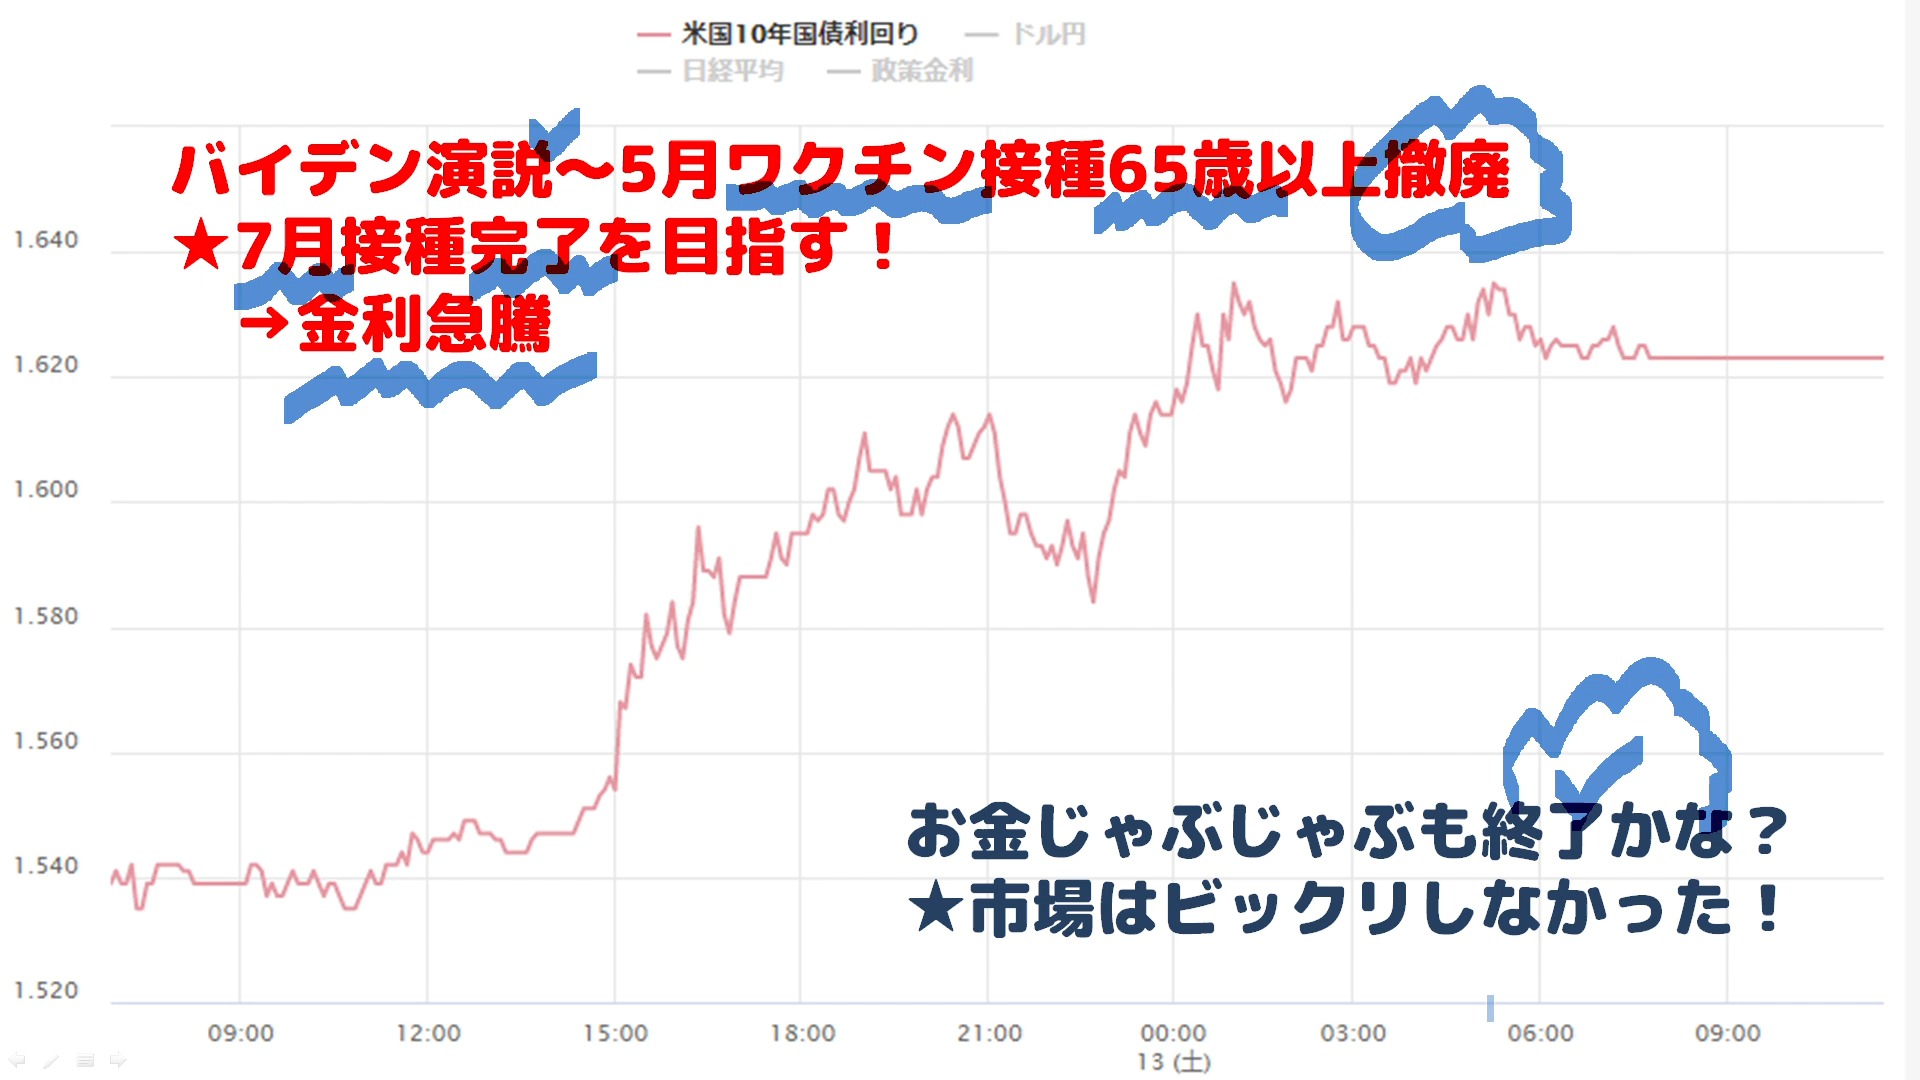 米国10年国債利回り ドル円
日経平均 政策金利
バイデン演説～5月ワクチン接種65歳以上撤廃
★7月接種完了を目指す！
→金利急騰
1.640
1.620
1.600
1.580
1.560
1.540
1.520
お金じゃぶじゃぶも終了かな？
★市場はビックリしなかった！
09:00 12:00 15:00 18:00 21:00 00:00 03:00 06:00 09:00
13 (土)